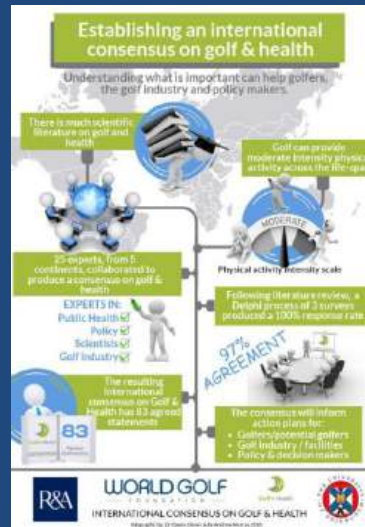 Establishing an international
consensus on golf & health
Understanding what is important can help golfers,
the golf industry and policy makers.
There is much scientific
literature on golf and
health
Golf can provide
moderate intensity physical
activity across the life-span
MODERATE
Physical activity intensity scale
25 experts, from 5
continents, collaborated to
produce a consensus on golf &
health
EXPERTS IN:
Public Health
Policy
Scientists
Golf Industry
Following literature review, a
Delphi process of 3 surveys
produced a 100% response rate
97%
AGREEMENT
The resulting
International
consensus on Golf &
Health has 83 agreed
statements
83
The consensus will inform
action plans for:
• Golfers/potential golfers
• Golf Industry / facilities
• Policy & decision makers
R&A
WORLD GOLF
FOUNDATION
Golf & Health
INTERNATIONAL CONSENSUS ON GOLF & HEALTH